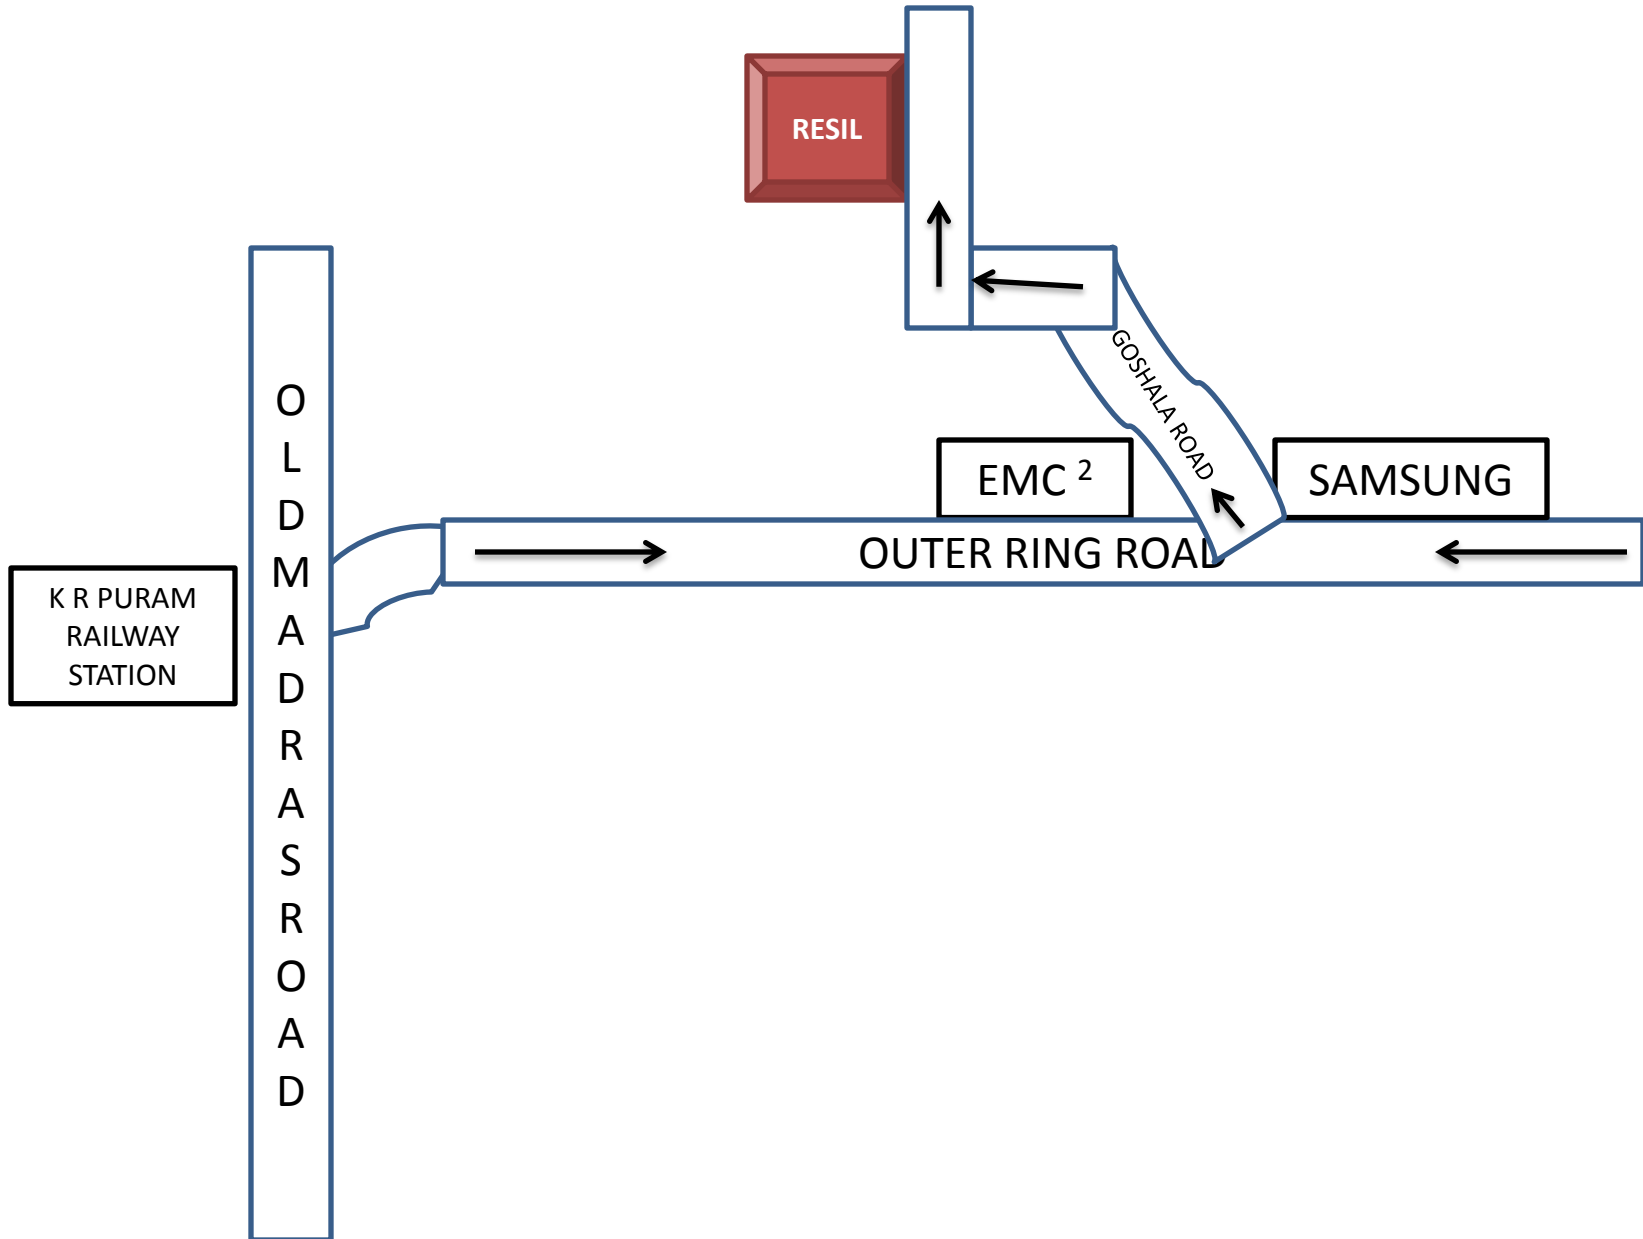 RESIL
GOSHALA ROAD
EMC 2
SAMSUNG
OUTER RING ROAD
K R PURAM
RAILWAY
STATION
O
L
D
M
A
D
R
A
S
R
O
A
D